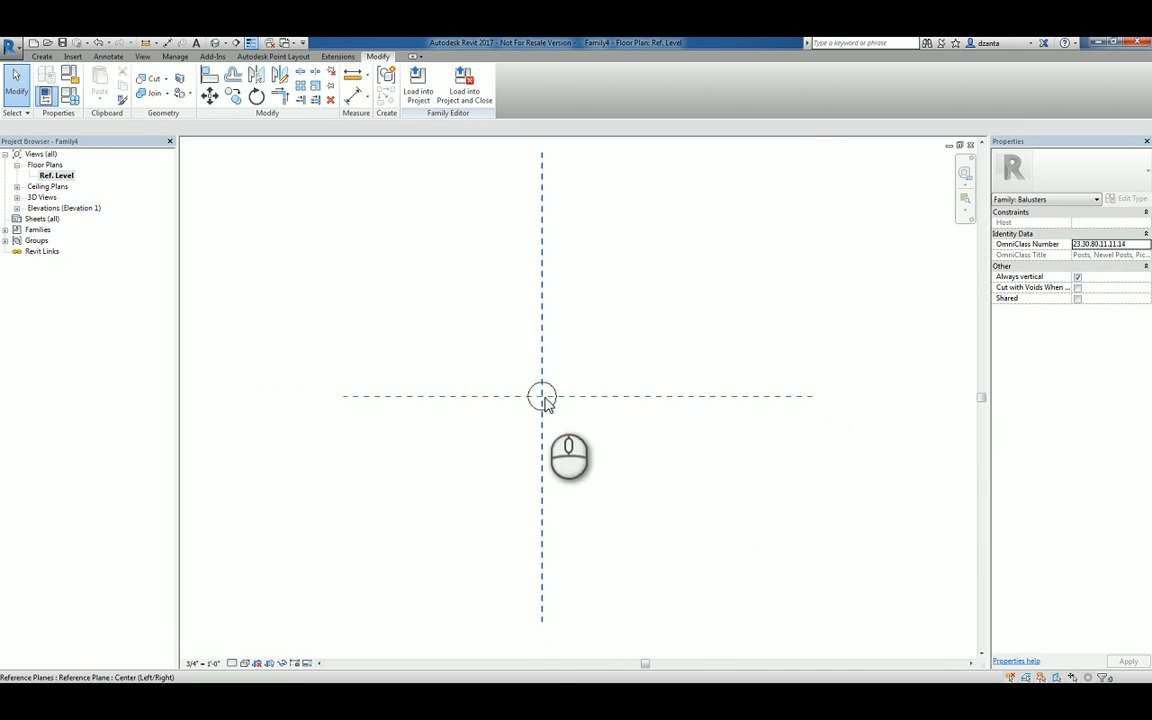 Autodesk Revit 2017 - Not For Resale Version - Family4 - Floor Plan: Ref. Level
Type a keyword or phrase
dzanta
Create Insert Annotate View Manage Add-Ins Autodesk Point Layout Extensions Modify
Modify
Paste
Cut
Join
Load into
Project
Load into
Project and Close
Select Properties Clipboard Geometry Modify Measure Create Family Editor
Project Browser - Family4
Views (all)
Floor Plans
Ref. Level
Ceiling Plans
3D Views
Elevations (Elevation 1)
Sheets (all)
Families
Groups
Revit Links
Properties
R
Family: Balusters
Edit Type
Constraints
Host
Identity Data
OmniClass Number 23.30.80.11.11.14
OmniClass Title Posts, Newel Posts, Pic...
Other
Always vertical
Cut with Voids When ...
Shared
Properties help
Apply
3/4" = 1'-0"
Reference Planes : Reference Plane : Center (Left/Right)
:0